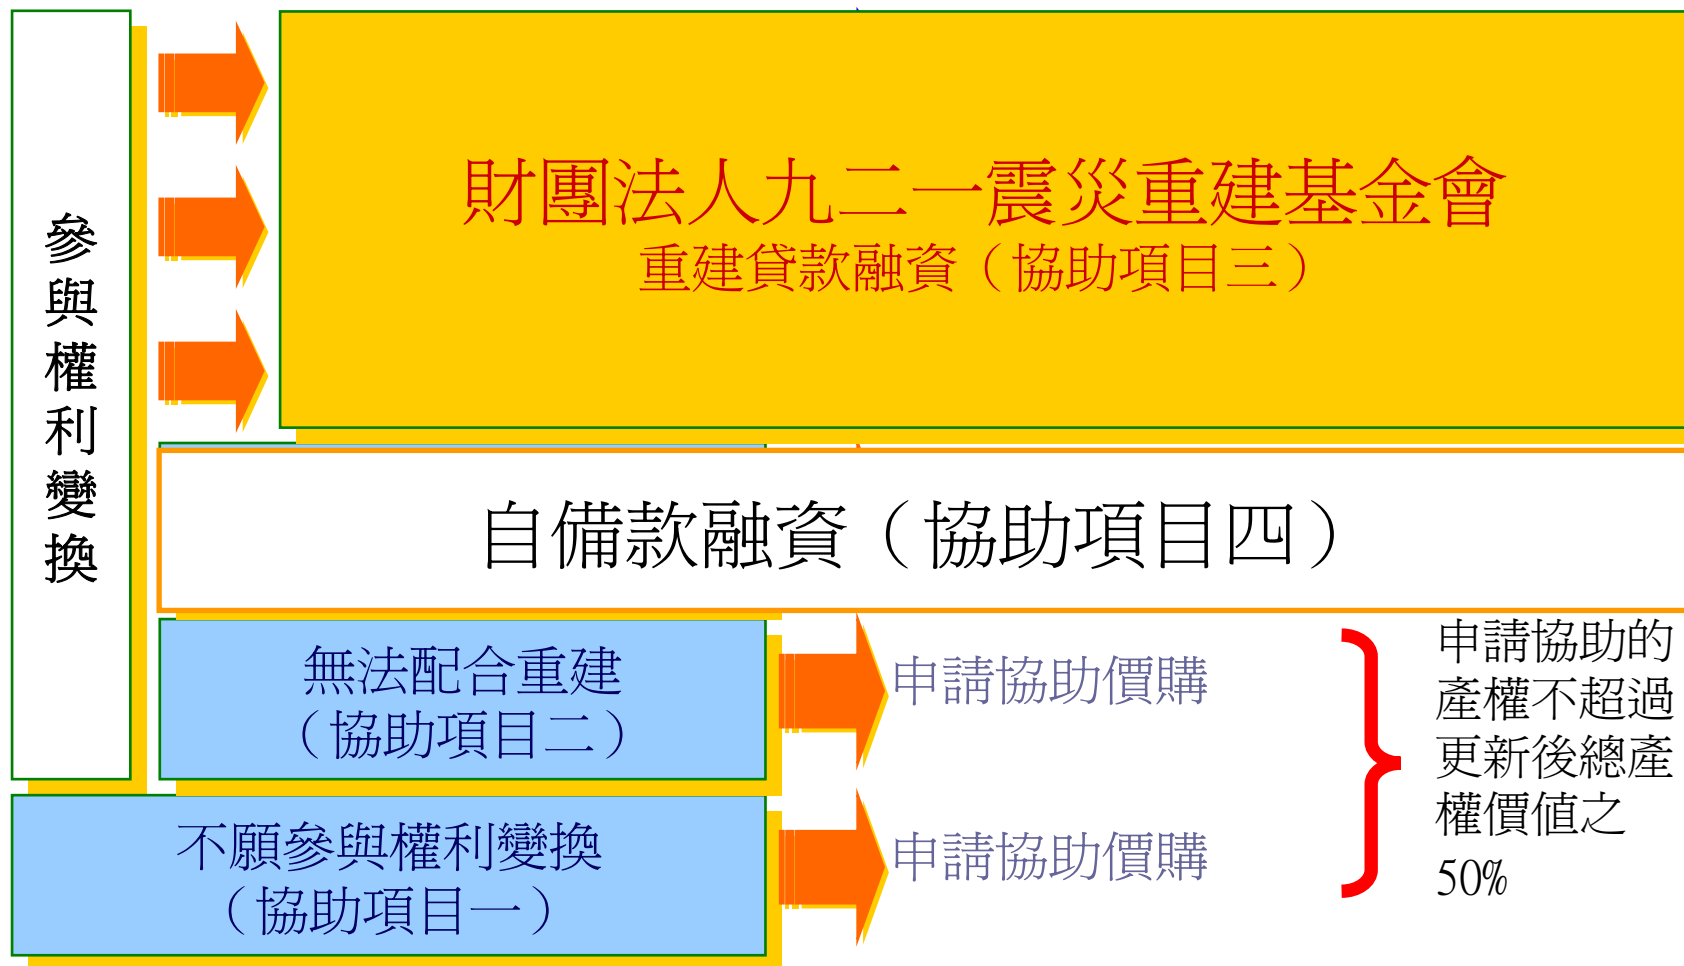 參與權利變換
財團法人九二一震災重建基金會
重建貸款融資（協助項目三）
自備款融資（協助項目四）
無法配合重建
（協助項目二）
申請協助價購
不願參與權利變換
（協助項目一）
申請協助價購
申請協助的
產權不超過
更新後總產
權價值之
50%